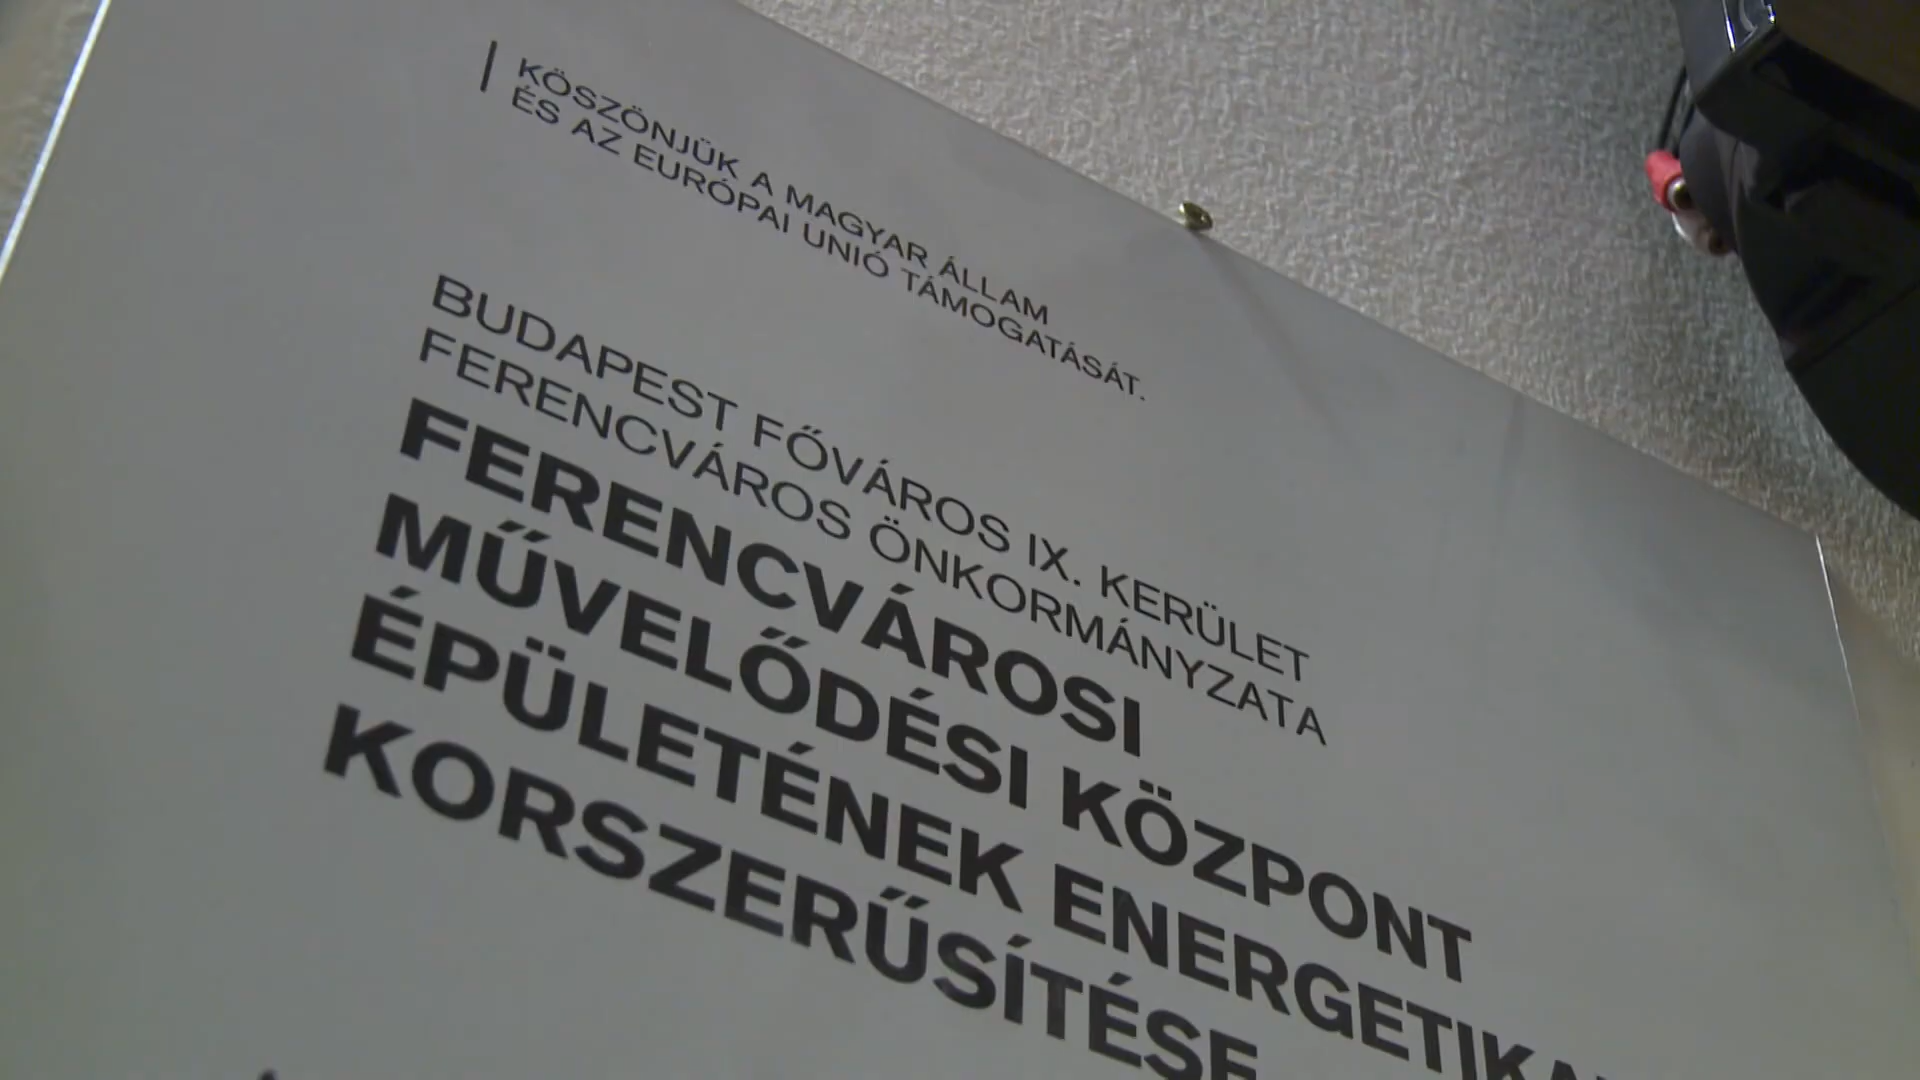 KÖSZÖNJÜK A MAGYAR ÁLLAM
ÉS AZ EURÓPAI UNIÓ TÁMOGATÁSÁT.
BUDAPEST FŐVÁROS IX. KERÜLET
FERENCVÁROS ÖNKORMÁNYZATA
FERENCVÁROSI
MŰVELŐDÉSI KÖZPONT
ÉPÜLETÉNEK ENERGETIKAI
KORSZERŰSÍTÉSE